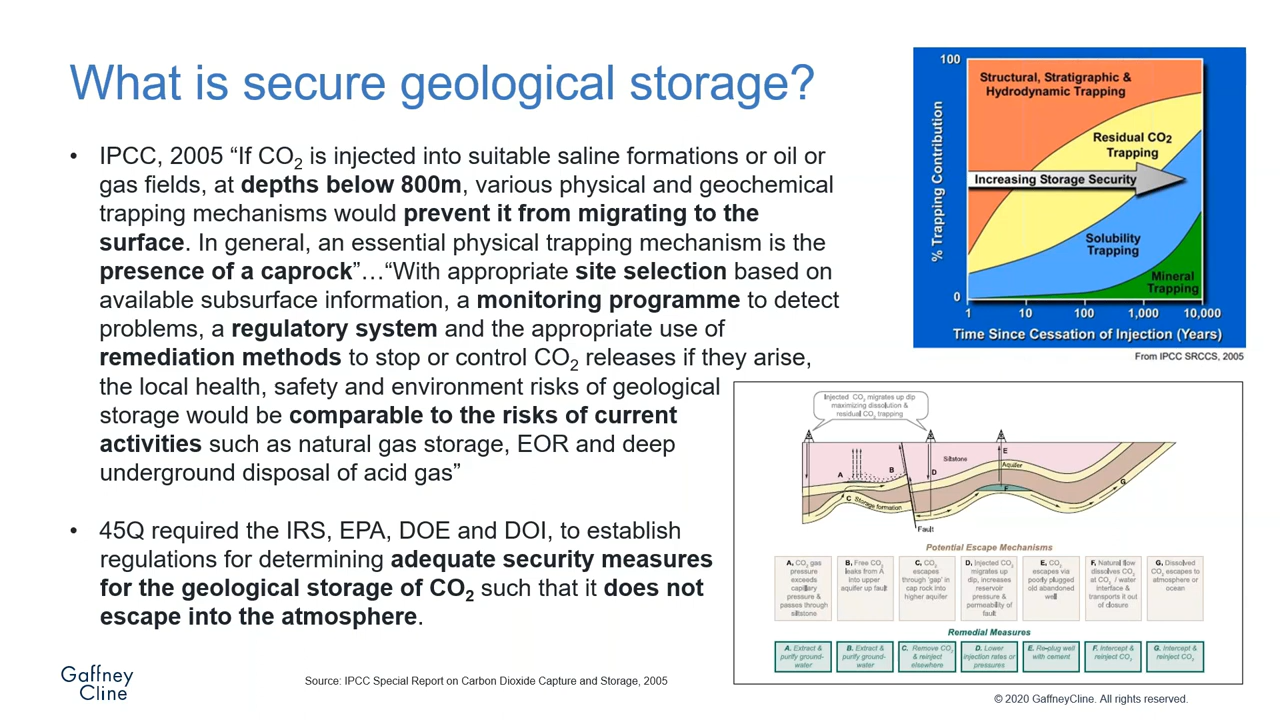 What is secure geological storage?
• IPCC, 2005 “If CO2 is injected into suitable saline formations or oil or
gas fields, at depths below 800m, various physical and geochemical
trapping mechanisms would prevent it from migrating to the
surface. In general, an essential physical trapping mechanism is the
presence of a caprock”…“With appropriate site selection based on
available subsurface information, a monitoring programme to detect
problems, a regulatory system and the appropriate use of
remediation methods to stop or control CO2 releases if they arise,
the local health, safety and environment risks of geological
storage would be comparable to the risks of current
activities such as natural gas storage, EOR and deep
underground disposal of acid gas”
• 45Q required the IRS, EPA, DOE and DOI, to establish
regulations for determining adequate security measures
for the geological storage of CO2 such that it does not
escape into the atmosphere.
100
% Trapping Contribution
0
Structural, Stratigraphic &
Hydrodynamic Trapping
Residual CO2
Trapping
Increasing Storage Security
Solubility
Trapping
Mineral
Trapping
1 10 100 1,000 10,000
Time Since Cessation of Injection (Years)
From IPCC SRCCS, 2005
Injected CO2 migrates up dip
maximizing dissolution &
residual CO2 trapping
A
B
C
Storage formation
D
Siltstone
E
Aquifer
F
G
Fault
Potential Escape Mechanisms
A. CO2 gas
pressure
exceeds
capillary
pressure &
passes through
siltstone
B. Free CO2
leaks from A
into upper
aquifer up fault
C. CO2
escapes
through 'gap' in
cap rock into
higher aquifer
D. Injected CO2
migrates up
dip, increases
reservoir
pressure &
permeability of
fault
E. CO2
escapes via
poorly plugged
old abandoned
well
F. Natural flow
dissolves CO2
at CO2 / water
interface &
transports it out
of closure
G. Dissolved
CO2 escapes to
atmosphere or
ocean
Remedial Measures
A. Extract &
purify ground-
water
B. Extract &
purify ground-
water
C. Remove CO2
& reinject
elsewhere
D. Lower
injection rates or
pressures
E. Re-plug well
with cement
F. Intercept &
reinject CO2
G. Intercept &
reinject CO2
Gaffney
Cline
Source: IPCC Special Report on Carbon Dioxide Capture and Storage, 2005
© 2020 GaffneyCline. All rights reserved.